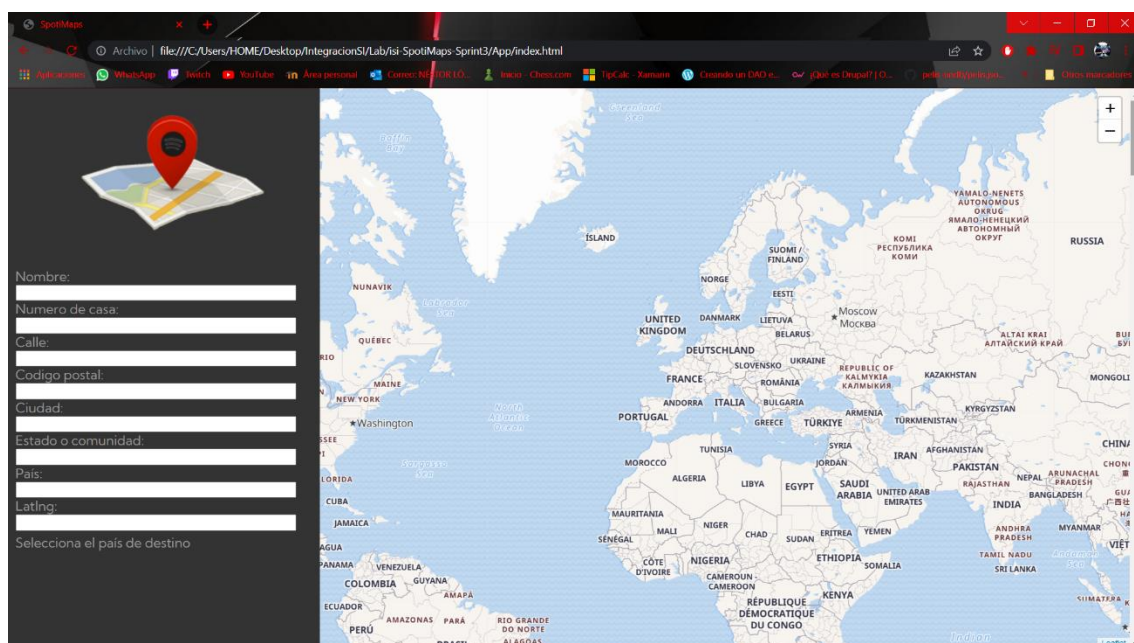 SpotiMaps
Archivo | file:///C:/Users/HOME/Desktop/IntegracionSI/Lab/isi-SpotiMaps-Sprint3/App/index.html
Aplicaciones WhatsApp Twitch YouTube Área personal Inicio - Chess.com TipCalc - Xamarin Creando un DAO e... ¿Qué es Drupal? | O... Otros marcadores
Nombre:
Numero de casa:
Calle:
Codigo postal:
Ciudad:
Estado o comunidad:
País:
Latlng:
Selecciona el país de destino
+
−
Greenland
Sea
Baffin
Bay
YAMALO-NENETS
AUTONOMOUS
OKRUG
ЯМАЛО-НЕНЕЦКИЙ
АВТОНОМНЫЙ
ОКРУГ
ÍSLAND
KOMI
РЕСПУБЛИКА
КОМИ
RUSSIA
SUOMI /
FINLAND
NUNAVIK
NORGE
Labrador
Sea
EESTI
Moscow
Москва
UNITED
KINGDOM
DANMARK
LIETUVA
BELARUS
QUÉBEC
ALTAI KRAI
АЛТАЙСКИЙ КРАЙ
DEUTSCHLAND
SLOVENSKO
UKRAINE
REPUBLIC OF
KALMYKIA
КАЛМЫКИЯ
KAZAKHSTAN
MONGOLI
MAINE
FRANCE
ROMÂNIA
NEW YORK
ANDORRA
ITALIA
BULGARIA
North
Atlantic
Ocean
PORTUGAL
GREECE
TÜRKIYE
ARMENIA
TÜRKMENISTAN
KYRGYZSTAN
Washington
TUNISIA
SYRIA
IRAN
AFGHANISTAN
CHINA
MOROCCO
JORDAN
PAKISTAN
Sargasso
Sea
ALGERIA
LIBYA
EGYPT
SAUDI
ARABIA
UNITED ARAB
EMIRATES
RAJASTHAN
NEPAL
ARUNACHAL
PRADESH
LORIDA
BANGLADESH
CUBA
INDIA
MAURITANIA
JAMAICA
MALI
NIGER
CHAD
SUDAN
ERITREA
YEMEN
ANDHRA
PRADESH
MYANMAR
SÉNÉGAL
AGUA
TAMIL NADU
Andaman
Sea
VIỆT
PANAMA
VENEZUELA
CÔTE
D'IVOIRE
NIGERIA
ETHIOPIA
SOMALIA
SRI LANKA
COLOMBIA
GUYANA
CAMEROUN -
CAMEROON
AMAPÁ
KENYA
SUMATERA
ECUADOR
RÉPUBLIQUE
DÉMOCRATIQUE
DU CONGO
AMAZONAS
PARÁ
RIO GRANDE
DO NORTE
PERÚ
ALAGOAS
Indian
Leaflet